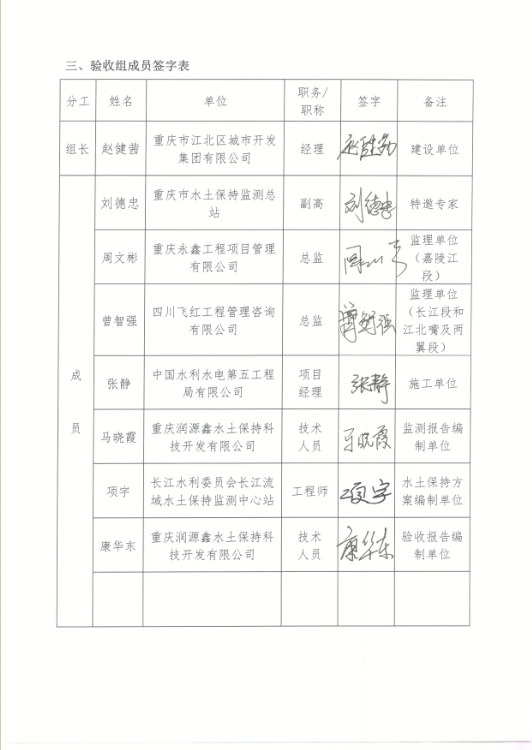 三、验收组成员签字表
分工 姓名 单位 职务/职称 签字 备注
组长 赵健茜 重庆市江北区城市开发集团有限公司 经理 建设单位
成员
刘德忠 重庆市水土保持监测总站 副高 刘德忠 特邀专家
周文彬 重庆永鑫工程项目管理有限公司 总监 监理单位（嘉陵江段）
曾智强 四川飞红工程管理咨询有限公司 总监 曾智强 监理单位（长江段和江北嘴及两翼段）
张静 中国水利水电第五工程局有限公司 项目经理 张静 施工单位
马晓霞 重庆润源鑫水土保持科技开发有限公司 技术人员 马晓霞 监测报告编制单位
项宇 长江水利委员会长江流域水土保持监测中心站 工程师 项宇 水土保持方案编制单位
康华东 重庆润源鑫水土保持科技开发有限公司 技术人员 康华东 验收报告编制单位